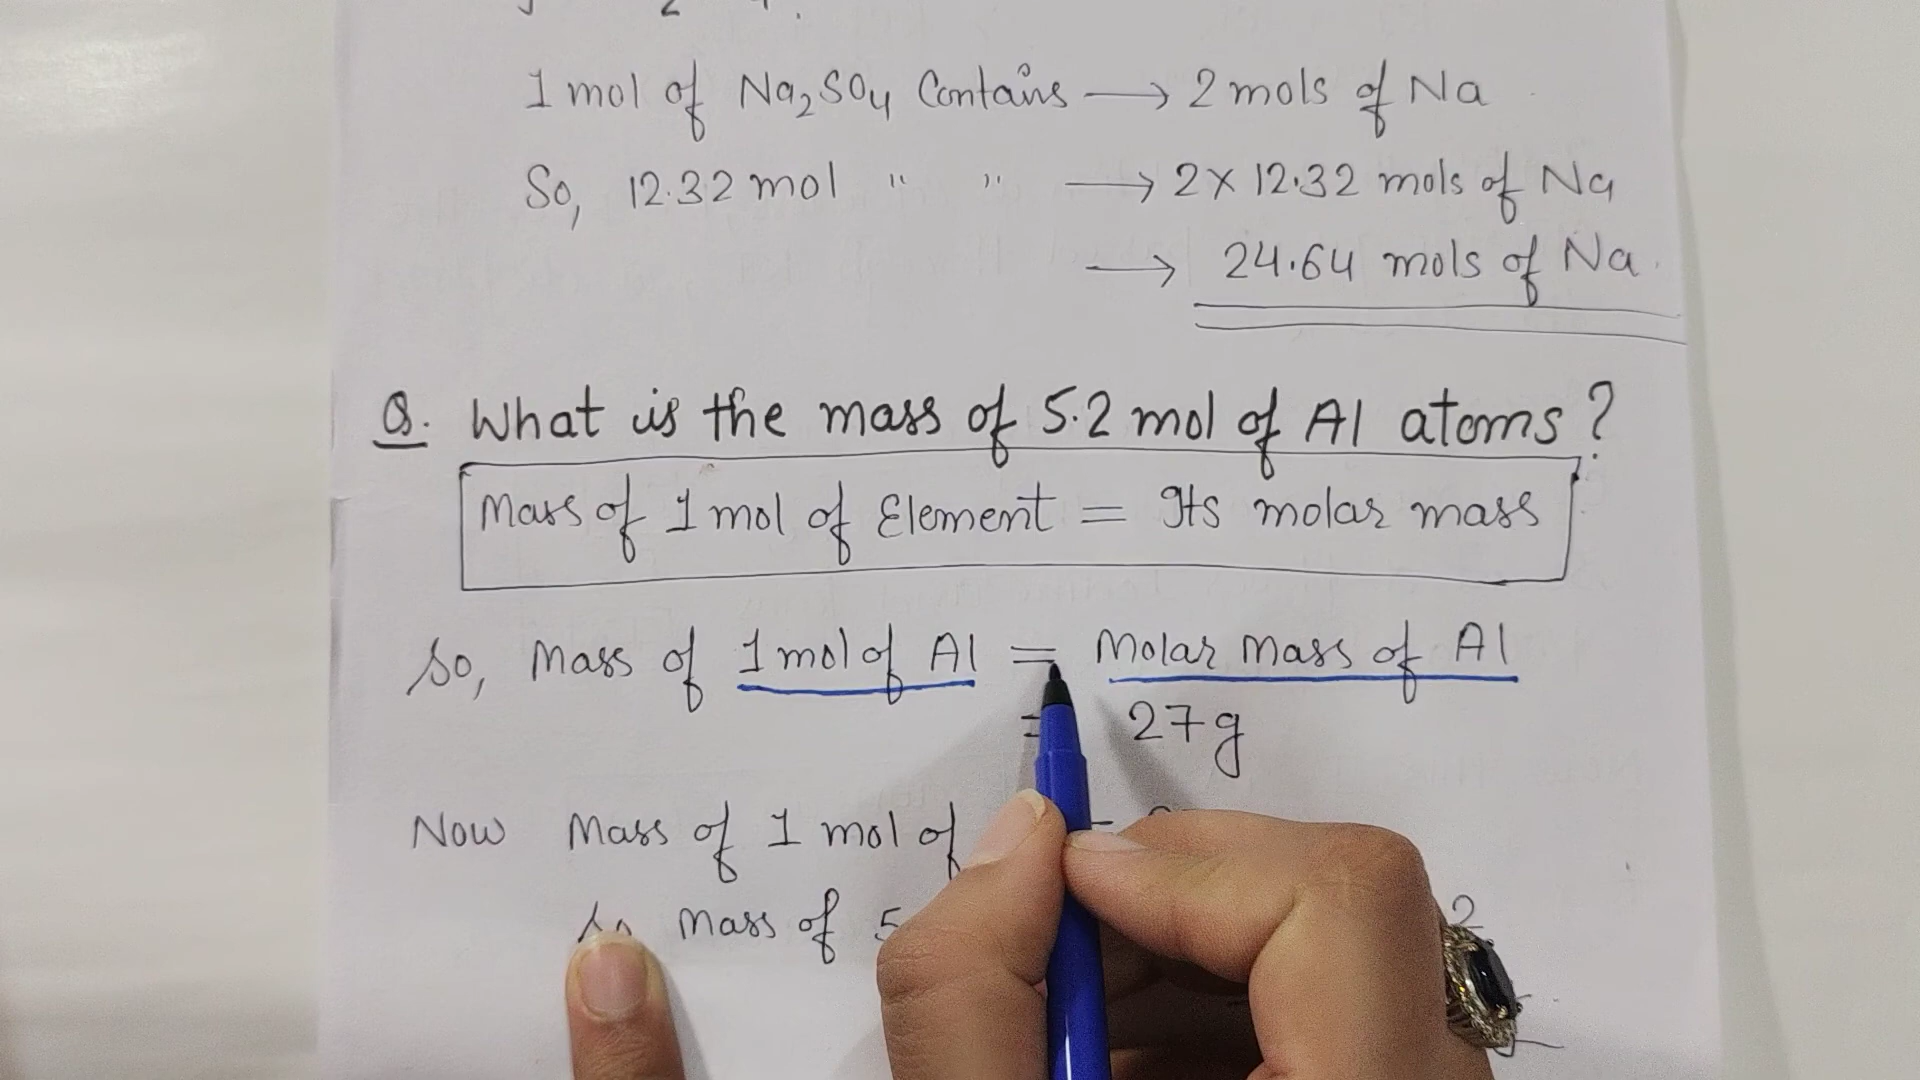 1 mol of Na₂SO₄ Contains → 2 mols of Na
So, 12.32 mol " " → 2 x 12.32 mols of Na
→ 24.64 mols of Na
Q. What is the mass of 5.2 mol of Al atoms?
Mass of 1 mol of Element = Its molar mass
So, Mass of 1 mol of Al = Molar Mass of Al
= 27g
Now Mass of 1 mol of
So Mass of 5 2